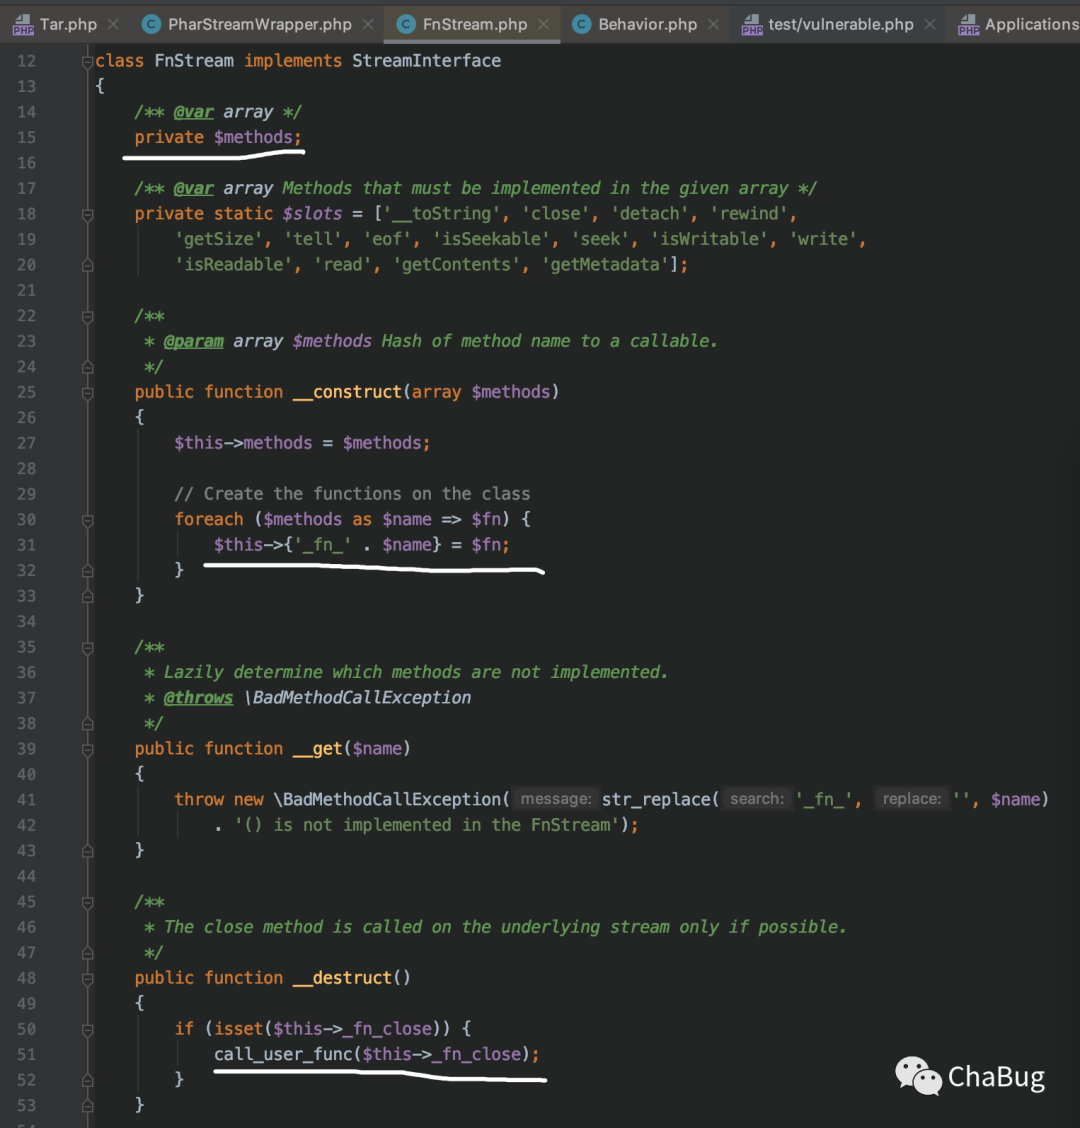 Tar.php PharStreamWrapper.php FnStream.php Behavior.php test/vulnerable.php Applications
12 class FnStream implements StreamInterface
13 {
14 /** @var array */
15 private $methods;
16
17 /** @var array Methods that must be implemented in the given array */
18 private static $slots = ['__toString', 'close', 'detach', 'rewind',
19 'getSize', 'tell', 'eof', 'isSeekable', 'seek', 'isWritable', 'write',
20 'isReadable', 'read', 'getContents', 'getMetadata'];
21
22 /**
23 * @param array $methods Hash of method name to a callable.
24 */
25 public function __construct(array $methods)
26 {
27 $this->methods = $methods;
28
29 // Create the functions on the class
30 foreach ($methods as $name => $fn) {
31 $this->{'_fn_' . $name} = $fn;
32 }
33 }
34
35 /**
36 * Lazily determine which methods are not implemented.
37 * @throws \BadMethodCallException
38 */
39 public function __get($name)
40 {
41 throw new \BadMethodCallException( message: str_replace( search: '_fn_', replace: '', $name)
42 . '() is not implemented in the FnStream');
43 }
44
45 /**
46 * The close method is called on the underlying stream only if possible.
47 */
48 public function __destruct()
49 {
50 if (isset($this->_fn_close)) {
51 call_user_func($this->_fn_close);
52 }
53 }
ChaBug